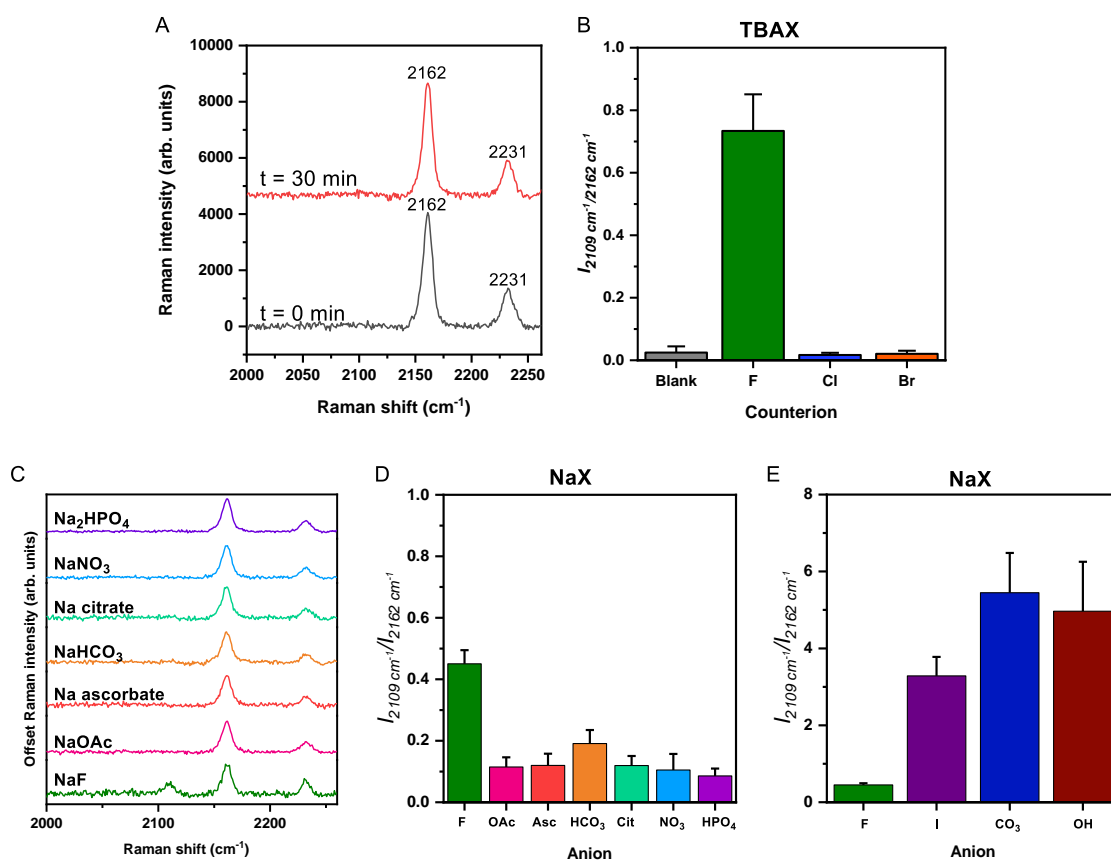 A
Raman intensity (arb. units)
10000
8000
6000
4000
2000
0
2162
2231
t = 30 min
2162
2231
t = 0 min
2000 2050 2100 2150 2200 2250
Raman shift (cm-1)
B
TBAX
I2109 cm-1/2162 cm-1
1.0
0.8
0.6
0.4
0.2
0.0
Blank F Cl Br
Counterion
C
Offset Raman intensity (arb. units)
Na2HPO4
NaNO3
Na citrate
NaHCO3
Na ascorbate
NaOAc
NaF
2000 2100 2200
Raman shift (cm-1)
D
NaX
I2109 cm-1/I2162 cm-1
1.0
0.8
0.6
0.4
0.2
0.0
F OAc Asc HCO3 Cit NO3 HPO4
Anion
E
NaX
I2109 cm-1/I2162 cm-1
8
6
4
2
0
F I CO3 OH
Anion